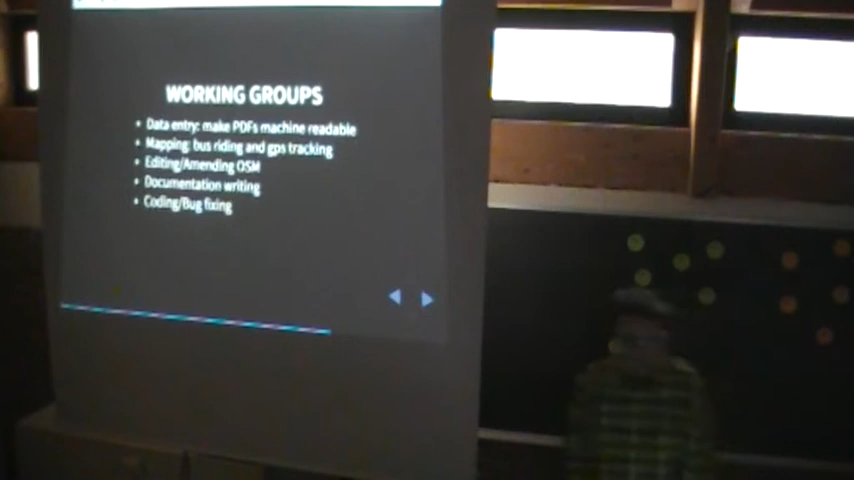 WORKING GROUPS
• Data entry: make PDFs machine readable
• Mapping: bus riding and gps tracking
• Editing/Amending OSM
• Documentation writing
• Coding/Bug fixing